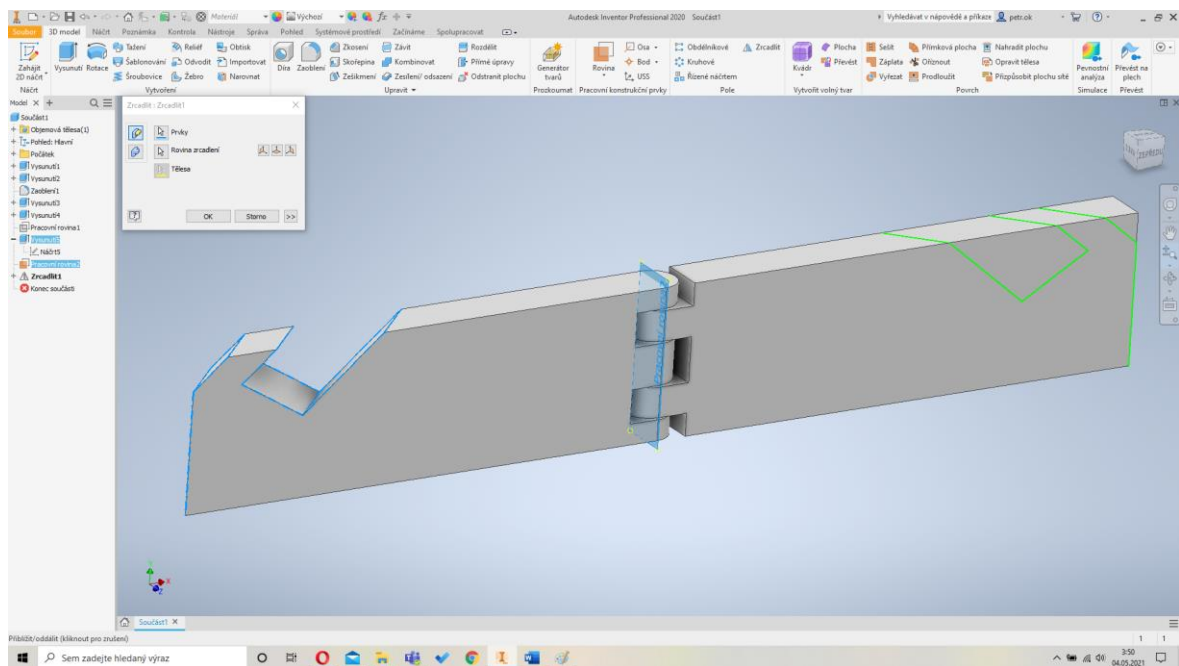 Materiál
Výchozí
Autodesk Inventor Professional 2020 Součást1
Vyhledávat v nápovědě a příkaze
petr.ok
Soubor 3D model Náčrt Poznámka Kontrola Nástroje Správa Pohled Systémové prostředí Začínáme Spolupracovat
Tažení Reliéf Obtisk Zkosení Závit Rozdělit Osa Obdélníkové Zrcadlit Plocha Sešít Přímková plocha Nahradit plochu
Šablonování Odvodit Importovat Skořepina Kombinovat Přímé úpravy Bod Kruhové Převést Záplata Oříznout Opravit tělesa
Zahájit 2D náčrt Vysunutí Rotace Díra Zaoblení Generátor tvarů Rovina Kvádr Pevnostní analýza Převést na plech
Šroubovice Žebro Narovnat Zešikmení Zesílení/ odsazení Odstranit plochu USS Řízené náčrtem Vyřezat Prodloužit Přizpůsobit plochu sítě
Náčrt Vytvoření Upravit Prozkoumat Pracovní konstrukční prvky Pole Vytvořit volný tvar Povrch Simulace Převést
Model
Součást1
Objemová tělesa(1)
Pohled: Hlavní
Počátek
Vysunutí1
Vysunutí2
Zaoblení1
Vysunutí3
Vysunutí4
Pracovní rovina1
Vysunutí5
Náčrt5
Pracovní rovina2
Zrcadlit1
Konec součásti
Zrcadlit : Zrcadlit1
Prvky
Rovina zrcadlení
Tělesa
OK Storno >>
Y
X
Z
Součást1
Přiblížit/oddálit (kliknout pro zrušení)
1 1
Sem zadejte hledaný výraz
3:50
04.05.2021